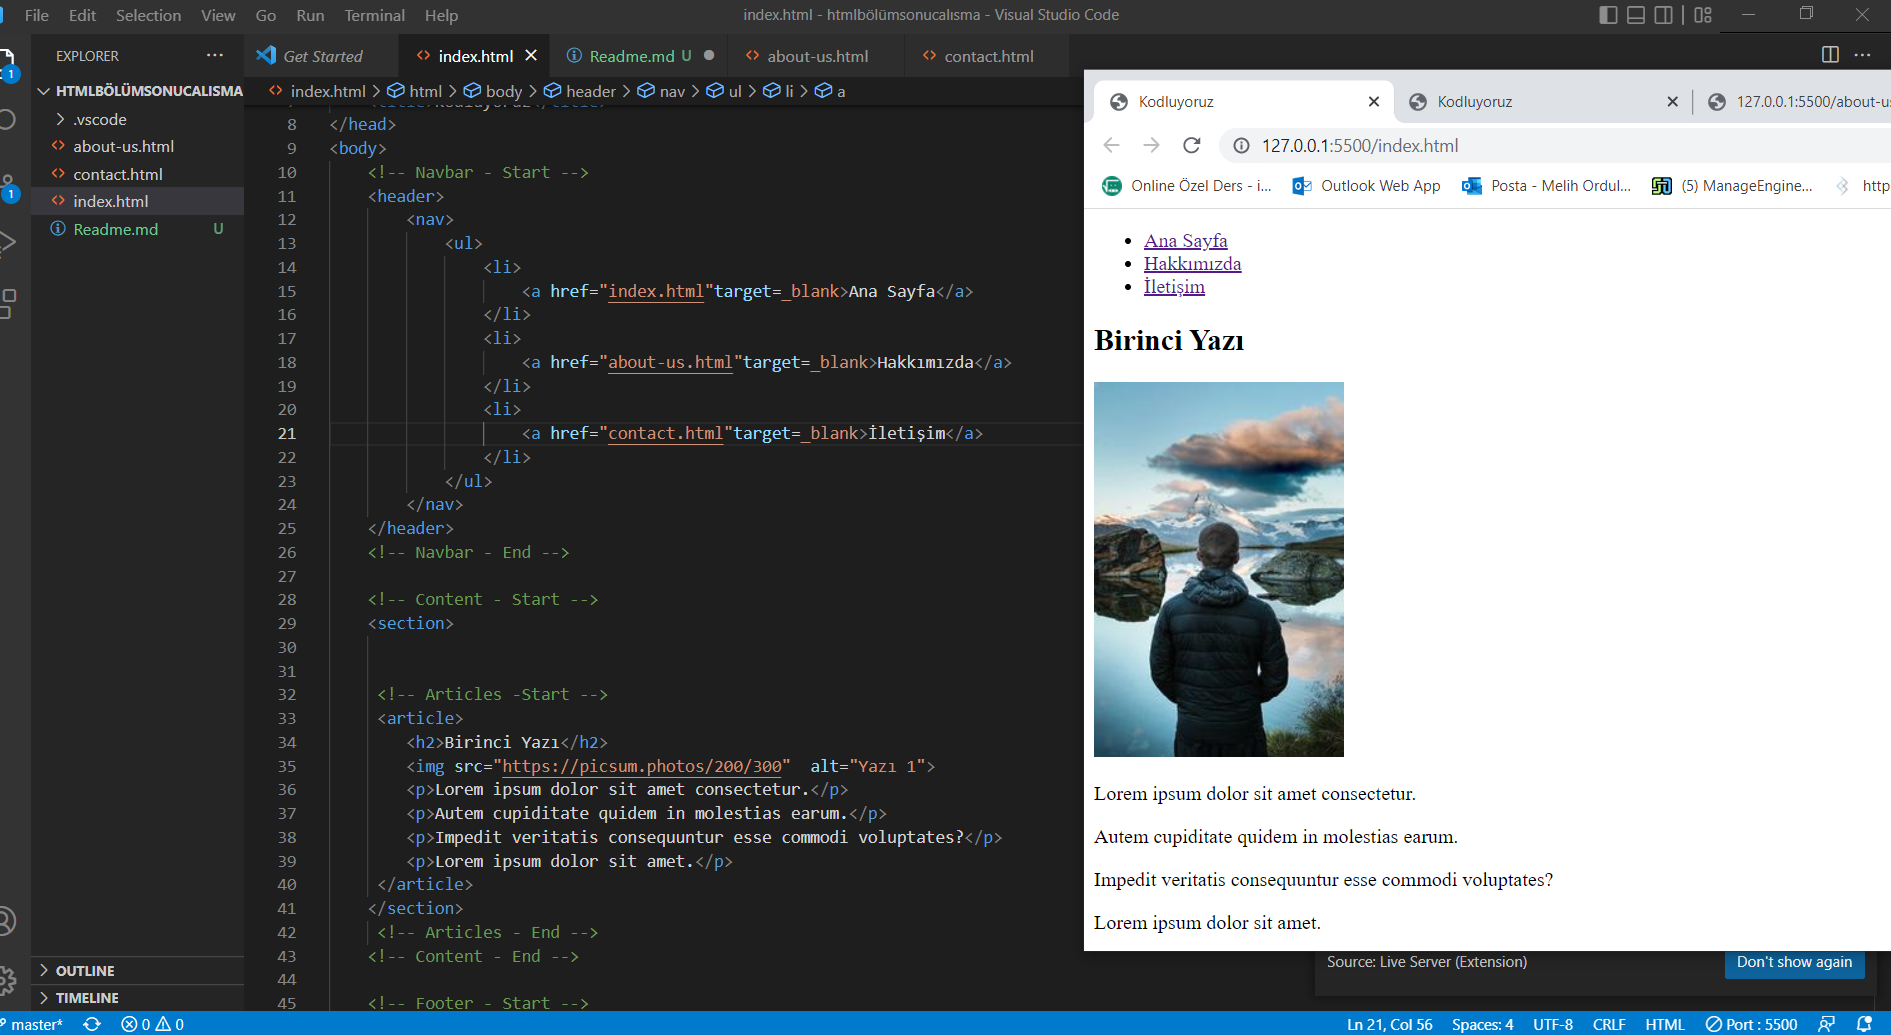 File Edit Selection View Go Run Terminal Help
index.html - htmlbölümsonucalısma - Visual Studio Code
EXPLORER ···
Get Started
index.html
Readme.md U
about-us.html
contact.html
HTMLBÖLÜMSONUCALISMA
.vscode
about-us.html
contact.html
index.html
Readme.md U
OUTLINE
TIMELINE
1
1
index.html > html > body > header > nav > ul > li > a
8 </head>
9 <body>
10 <!-- Navbar - Start -->
11 <header>
12 <nav>
13 <ul>
14 <li>
15 <a href="index.html"target=_blank>Ana Sayfa</a>
16 </li>
17 <li>
18 <a href="about-us.html"target=_blank>Hakkımızda</a>
19 </li>
20 <li>
21 <a href="contact.html"target=_blank>İletişim</a>
22 </li>
23 </ul>
24 </nav>
25 </header>
26 <!-- Navbar - End -->
27
28 <!-- Content - Start -->
29 <section>
30
31
32 <!-- Articles -Start -->
33 <article>
34 <h2>Birinci Yazı</h2>
35 <img src="https://picsum.photos/200/300"  alt="Yazı 1">
36 <p>Lorem ipsum dolor sit amet consectetur.</p>
37 <p>Autem cupiditate quidem in molestias earum.</p>
38 <p>Impedit veritatis consequuntur esse commodi voluptates?</p>
39 <p>Lorem ipsum dolor sit amet.</p>
40 </article>
41 </section>
42 <!-- Articles - End -->
43 <!-- Content - End -->
44
45 <!-- Footer - Start -->
Kodluyoruz
Kodluyoruz
127.0.0.1:5500/about-u
127.0.0.1:5500/index.html
Online Özel Ders - i...
Outlook Web App
Posta - Melih Ordul...
(5) ManageEngine...
http
Ana Sayfa
Hakkımızda
İletişim
Birinci Yazı
Lorem ipsum dolor sit amet consectetur.
Autem cupiditate quidem in molestias earum.
Impedit veritatis consequuntur esse commodi voluptates?
Lorem ipsum dolor sit amet.
Source: Live Server (Extension)
Don't show again
master* 0 0
Ln 21, Col 56 Spaces: 4 UTF-8 CRLF HTML Port : 5500